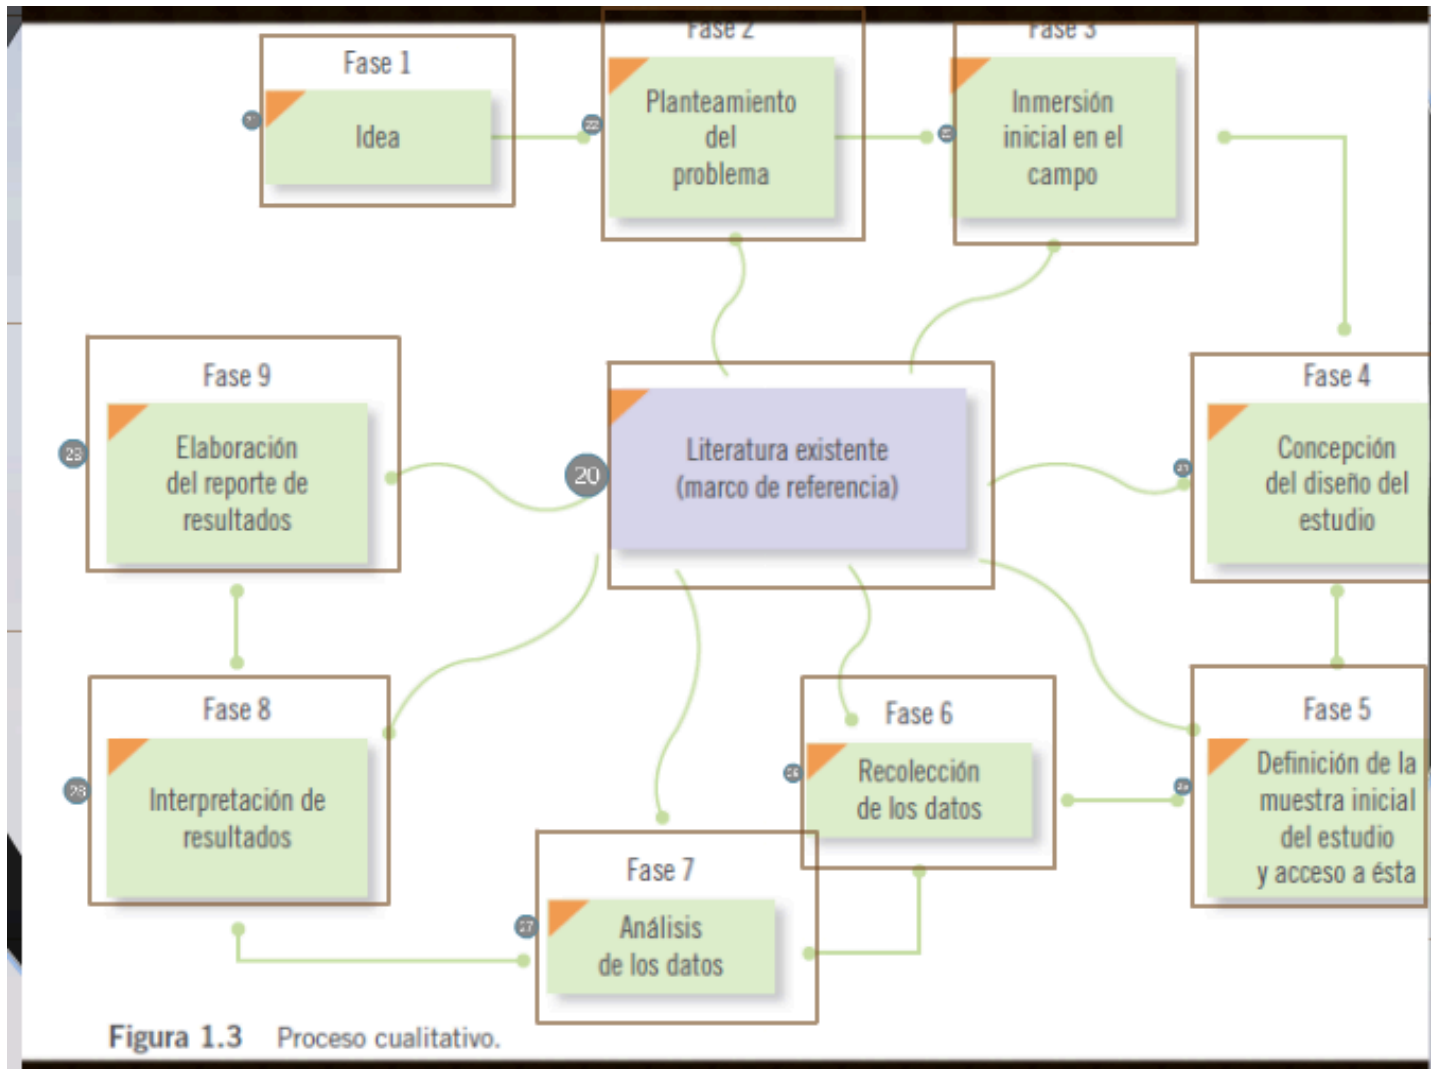 Fase 1
Idea
Fase 2
Planteamiento
del
problema
Fase 3
Inmersión
inicial en el
campo
Fase 4
Concepción
del diseño del
estudio
Fase 5
Definición de la
muestra inicial
del estudio
y acceso a ésta
Fase 6
Recolección
de los datos
Fase 7
Análisis
de los datos
Fase 8
Interpretación de
resultados
Fase 9
Elaboración
del reporte de
resultados
20
Literatura existente
(marco de referencia)
Figura 1.3 Proceso cualitativo.